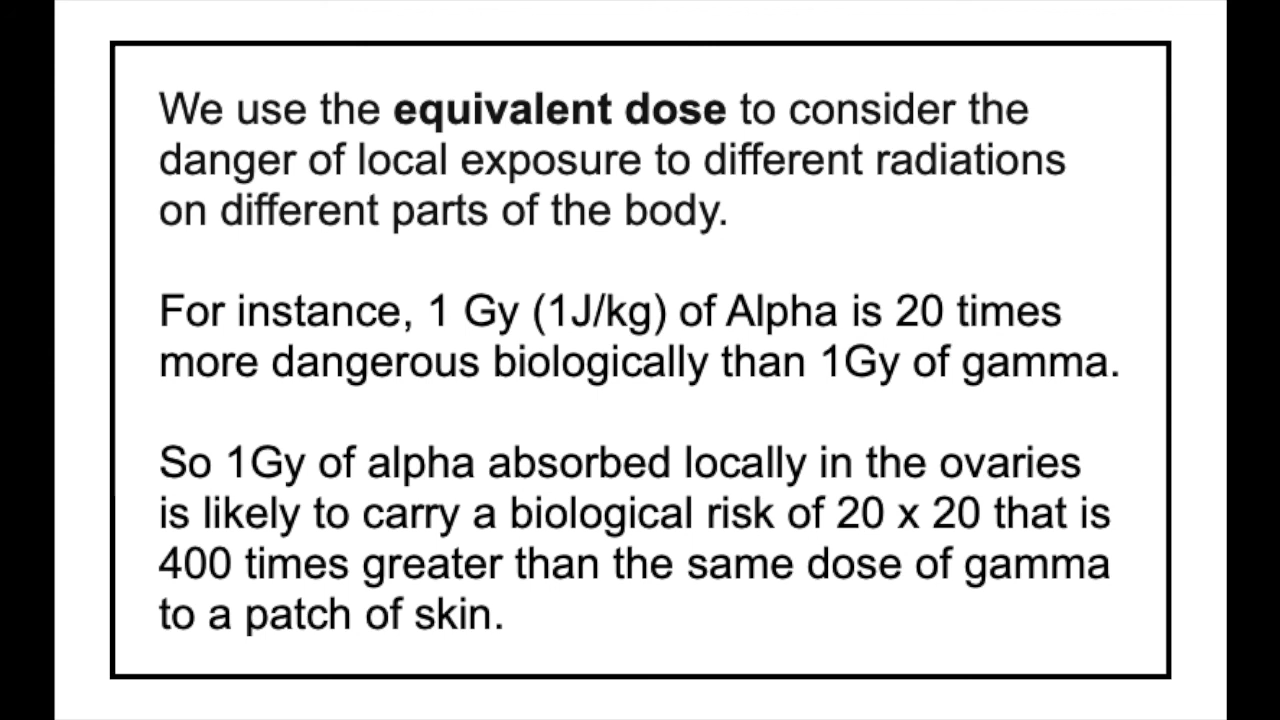 We use the equivalent dose to consider the
danger of local exposure to different radiations
on different parts of the body.
For instance, 1 Gy (1J/kg) of Alpha is 20 times
more dangerous biologically than 1Gy of gamma.
So 1Gy of alpha absorbed locally in the ovaries
is likely to carry a biological risk of 20 x 20 that is
400 times greater than the same dose of gamma
to a patch of skin.